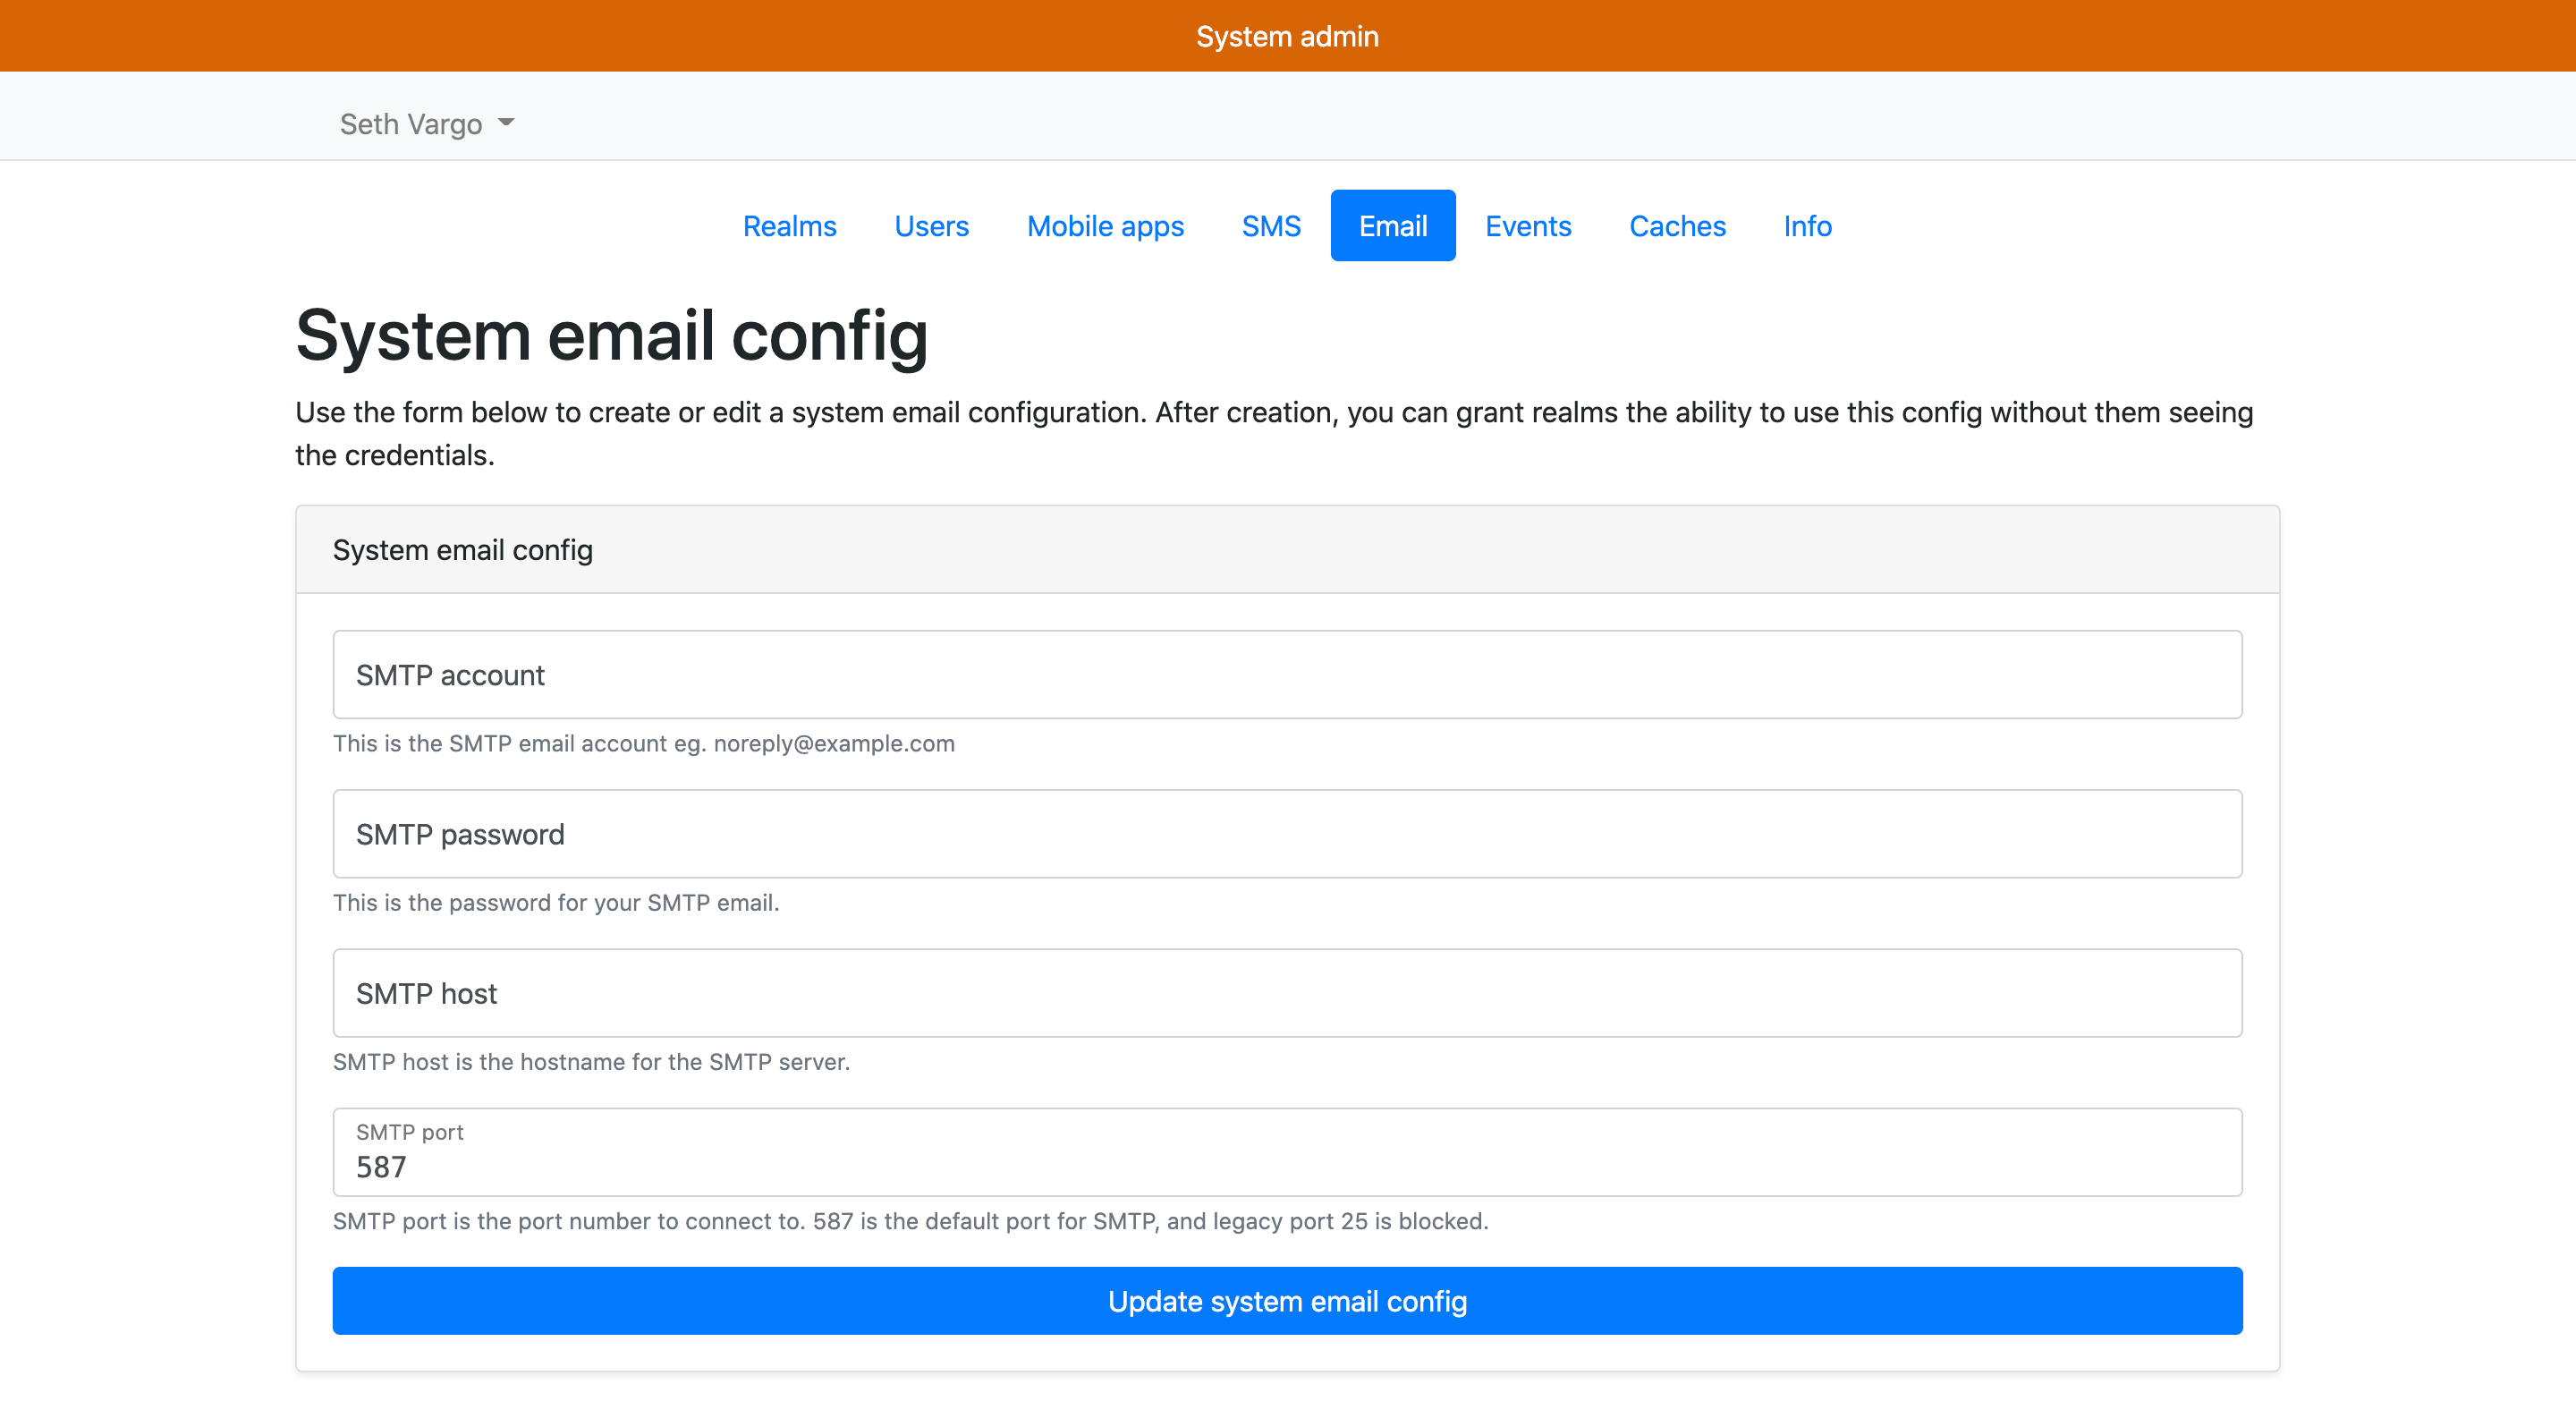 System admin
Seth Vargo
Realms Users Mobile apps SMS Email Events Caches Info
System email config
Use the form below to create or edit a system email configuration. After creation, you can grant realms the ability to use this config without them seeing
the credentials.
System email config
SMTP account
This is the SMTP email account eg. noreply@example.com
SMTP password
This is the password for your SMTP email.
SMTP host
SMTP host is the hostname for the SMTP server.
SMTP port
587
SMTP port is the port number to connect to. 587 is the default port for SMTP, and legacy port 25 is blocked.
Update system email config